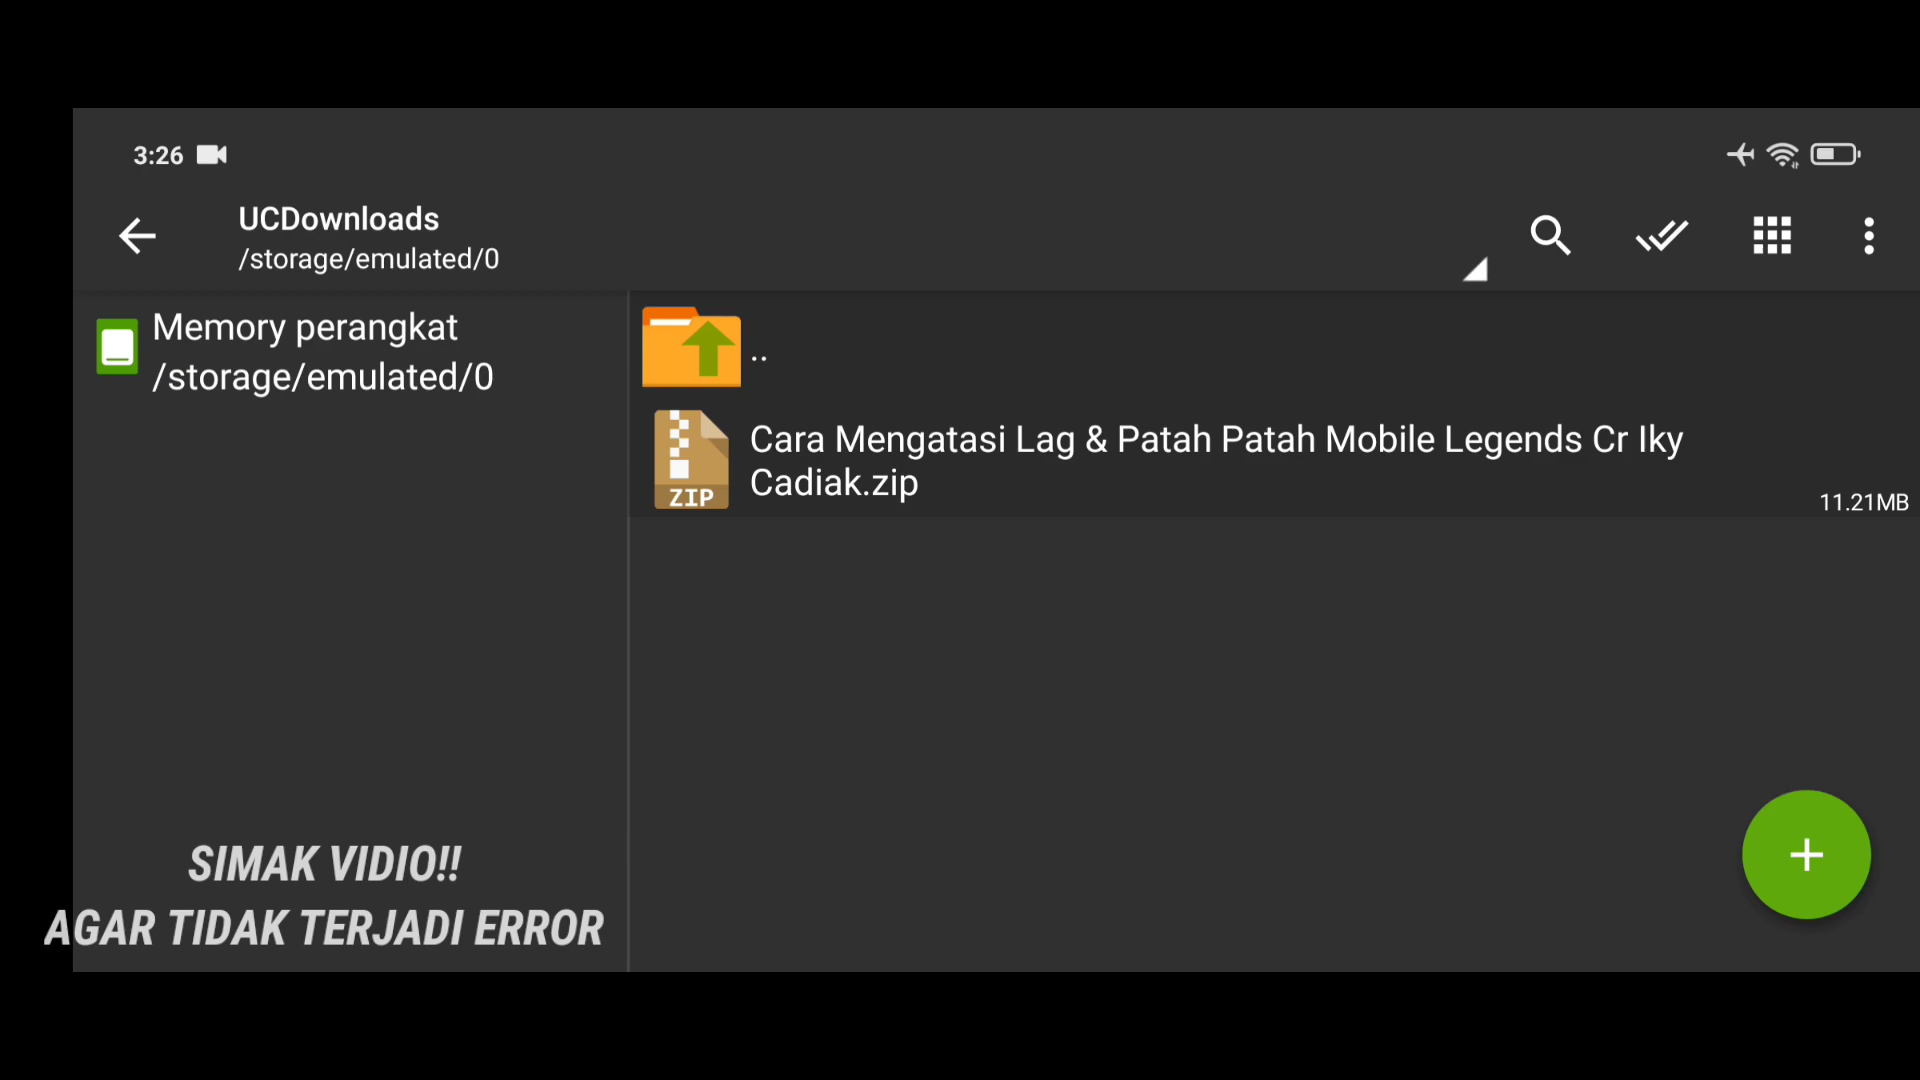 3:26
UCDownloads
/storage/emulated/0
Memory perangkat
/storage/emulated/0
..
Cara Mengatasi Lag & Patah Patah Mobile Legends Cr Iky
Cadiak.zip
ZIP
11.21MB
SIMAK VIDIO!!
AGAR TIDAK TERJADI ERROR